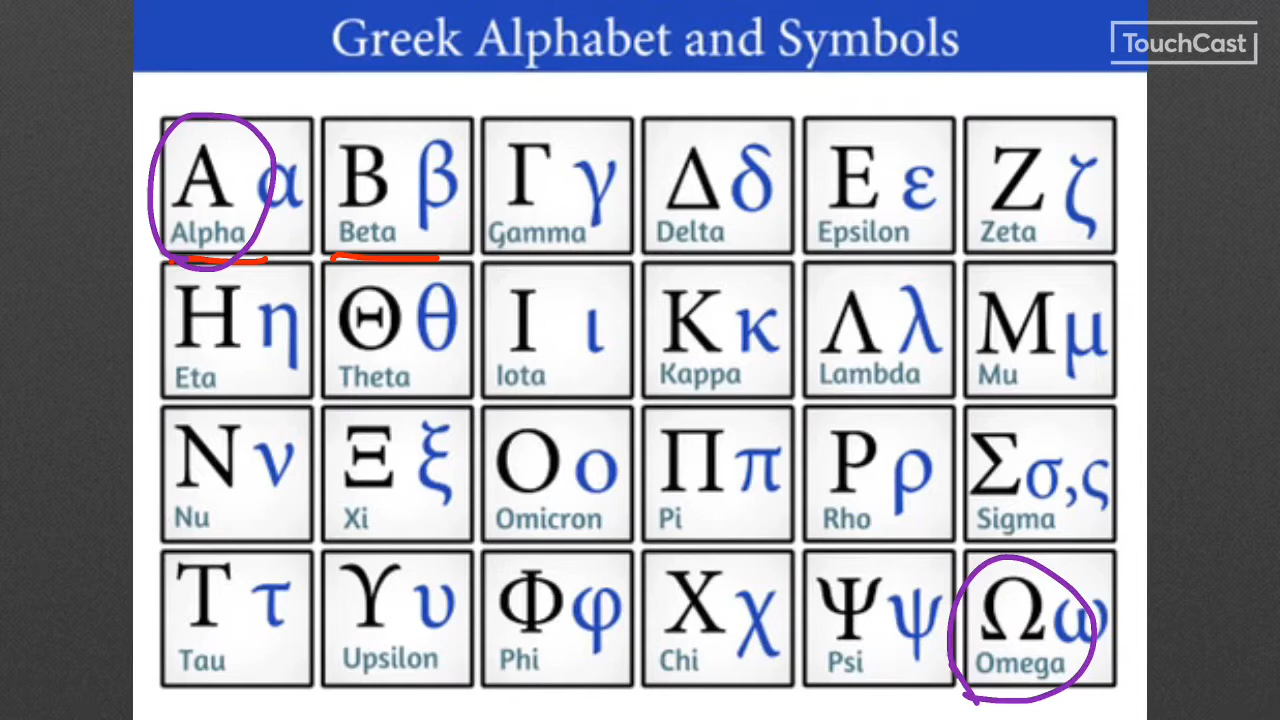 Greek Alphabet and Symbols
TouchCast
Α α Β β Γ γ Δ δ Ε ε Ζ ζ
Alpha Beta Gamma Delta Epsilon Zeta
Η η Θ θ Ι ι Κ κ Λ λ Μ μ
Eta Theta Iota Kappa Lambda Mu
Ν ν Ξ ξ Ο ο Π π Ρ ρ Σ σ,ς
Nu Xi Omicron Pi Rho Sigma
Τ τ ϒ υ Φ φ Χ χ Ψ ψ Ω ω
Tau Upsilon Phi Chi Psi Omega